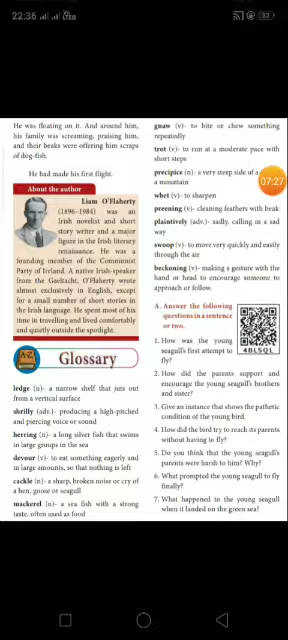 22:36
32
07:27
He was floating on it. And around him,
his family was screaming, praising him,
and their beaks were offering him scraps
of dog-fish.
He had made his first flight.
About the author
Liam O'Flaherty
(1896–1984) was an
Irish novelist and short
story writer and a major
figure in the Irish literary
renaissance. He was a
founding member of the Communist
Party of Ireland. A native Irish-speaker
from the Gaeltacht, O'Flaherty wrote
almost exclusively in English, except
for a small number of short stories in
the Irish language. He spent most of his
time in travelling and lived comfortably
and quietly outside the spotlight.
A-Z
Glossary
ledge (n)- a narrow shelf that juts out
from a vertical surface
shrilly (adv.)- producing a high-pitched
and piercing voice or sound
herring (n)- a long silver fish that swims
in large groups in the sea
devour (v)- to eat something eagerly and
in large amounts, so that nothing is left
cackle (n)- a sharp, broken noise or cry of
a hen, goose or seagull
mackerel (n)- a sea fish with a strong
taste, often used as food
gnaw (v)- to bite or chew something
repeatedly
trot (v)- to run at a moderate pace with
short steps
precipice (n)- a very steep side of a
a mountain
whet (v)- to sharpen
preening (v)- cleaning feathers with beak
plaintively (adv.)- sadly, calling in a sad
way
swoop (v)- to move very quickly and easily
through the air
beckoning (v)- making a gesture with the
hand or head to encourage someone to
approach or follow.
A. Answer the following
questions in a sentence
or two.
1. How was the young
seagull's first attempt to
fly?
4BL5QL
2. How did the parents support and
encourage the young seagull's brothers
and sister?
3. Give an instance that shows the pathetic
condition of the young bird.
4. How did the bird try to reach its parents
without having to fly?
5. Do you think that the young seagull's
parents were harsh to him? Why?
6. What prompted the young seagull to fly
finally?
7. What happened to the young seagull
when it landed on the green sea?